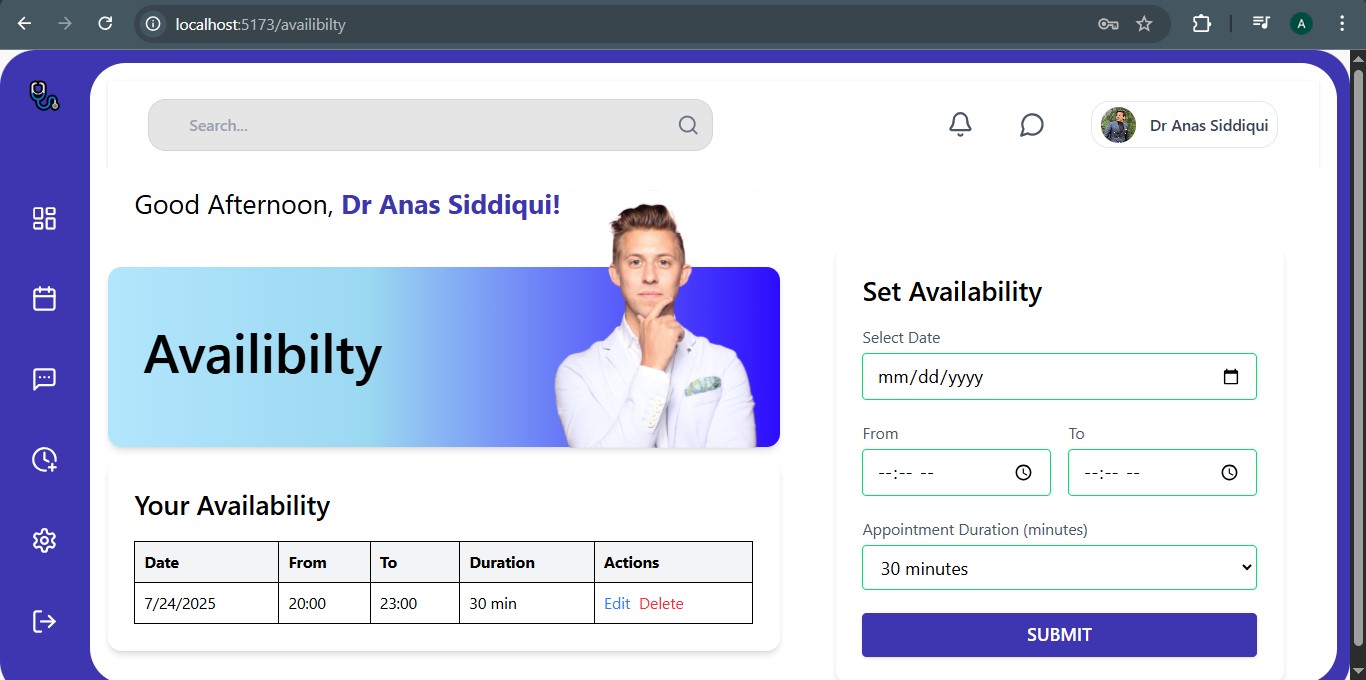 localhost:5173/availibilty
A
Search...
Dr Anas Siddiqui
Good Afternoon, Dr Anas Siddiqui!
Availibilty
Your Availability
Date From To Duration Actions
7/24/2025 20:00 23:00 30 min Edit Delete
Set Availability
Select Date
mm/dd/yyyy
From To
--:-- -- --:-- --
Appointment Duration (minutes)
30 minutes
SUBMIT